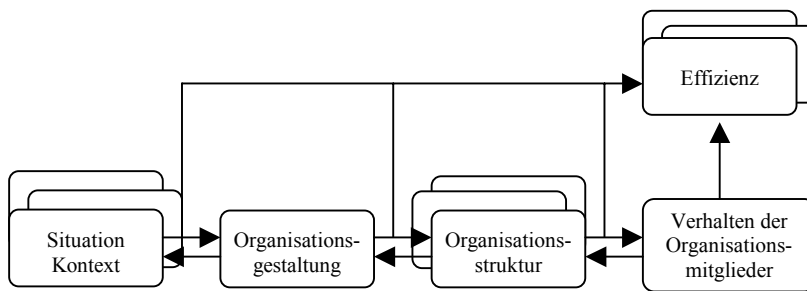 Effizienz
Situation
Kontext
Organisations-
gestaltung
Organisations-
struktur
Verhalten der
Organisations-
mitglieder